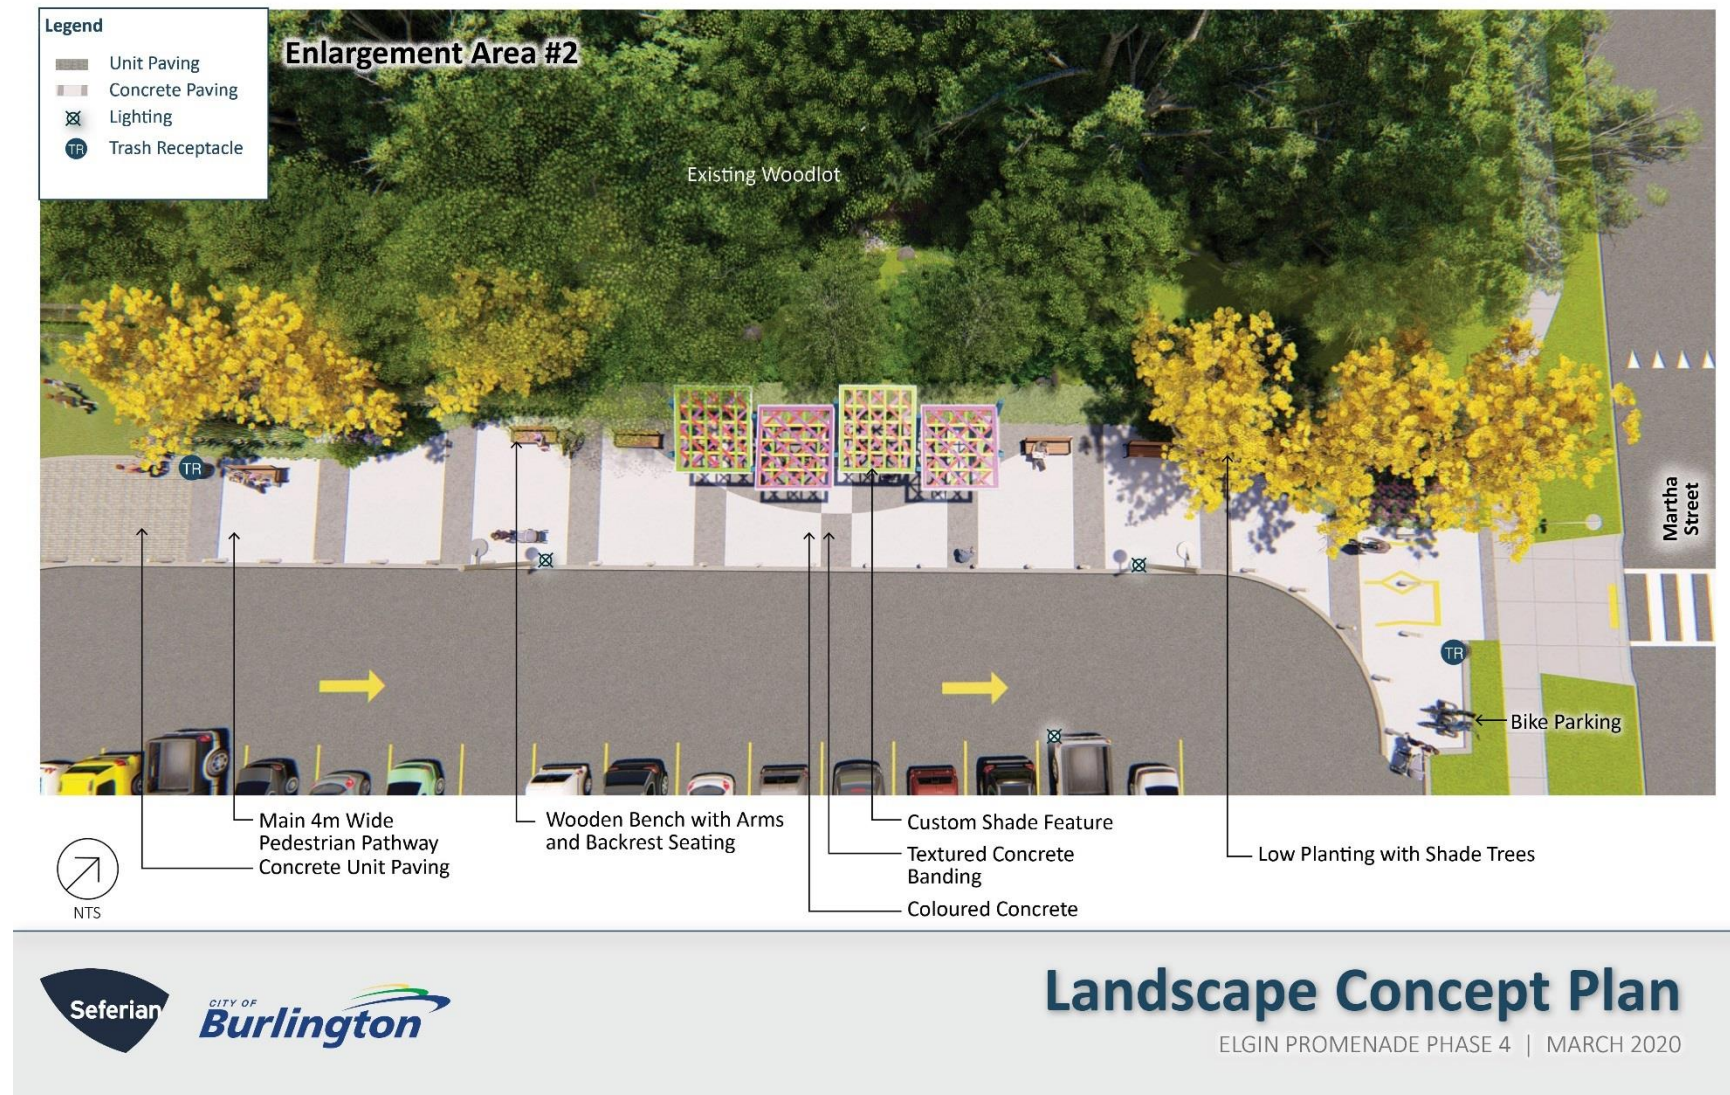 Legend
Unit Paving
Concrete Paving
Lighting
TR Trash Receptacle
Enlargement Area #2
Existing Woodlot
TR
Martha
Street
TR
Bike Parking
Main 4m Wide
Pedestrian Pathway
Concrete Unit Paving
Wooden Bench with Arms
and Backrest Seating
Custom Shade Feature
Textured Concrete
Banding
Coloured Concrete
Low Planting with Shade Trees
NTS
Seferian
CITY OF
Burlington
Landscape Concept Plan
ELGIN PROMENADE PHASE 4 | MARCH 2020